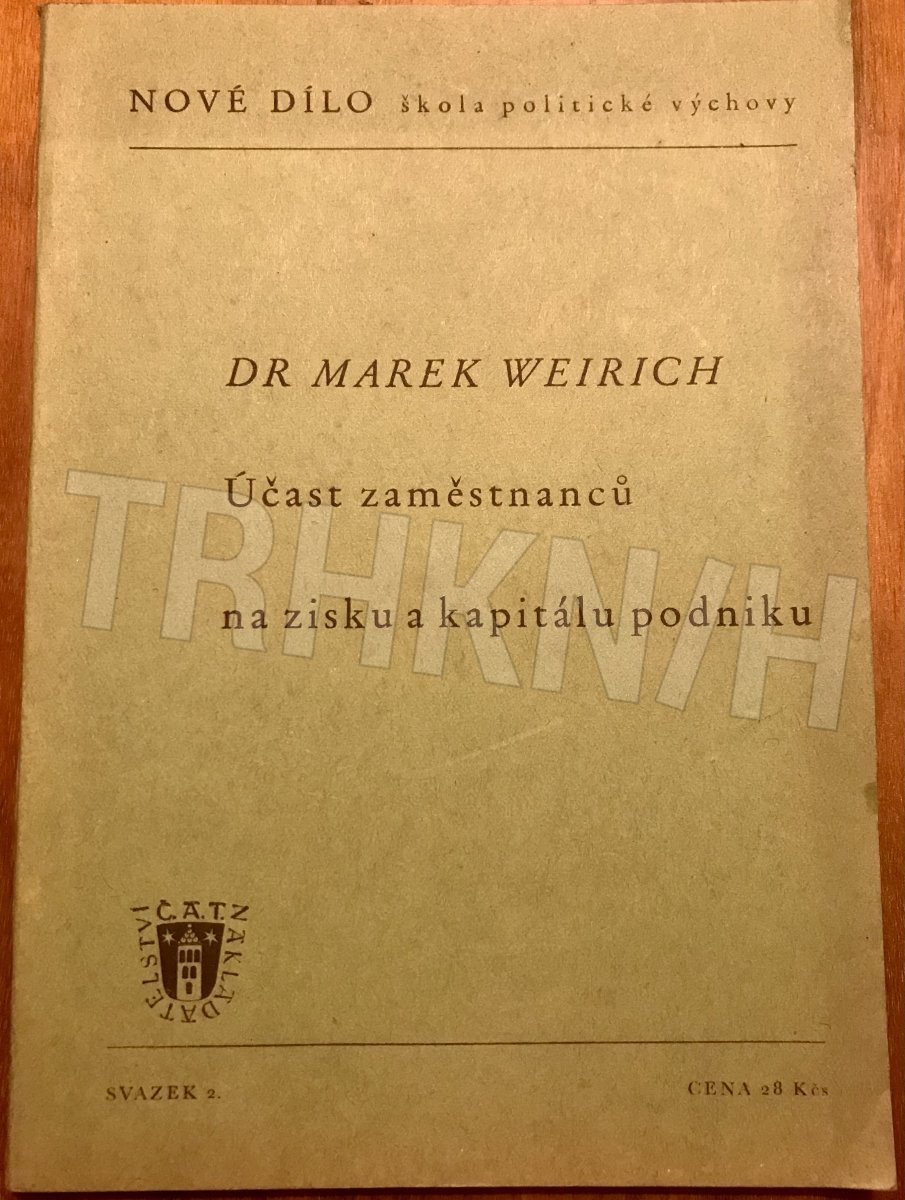 NOVÉ DÍLO škola politické výchovy
DR MAREK WEIRICH
Účast zaměstnanců
na zisku a kapitálu podniku
TRHKN/H
Č.A.T. NAKLADATELSTVÍ
SVAZEK 2.
CENA 28 Kčs